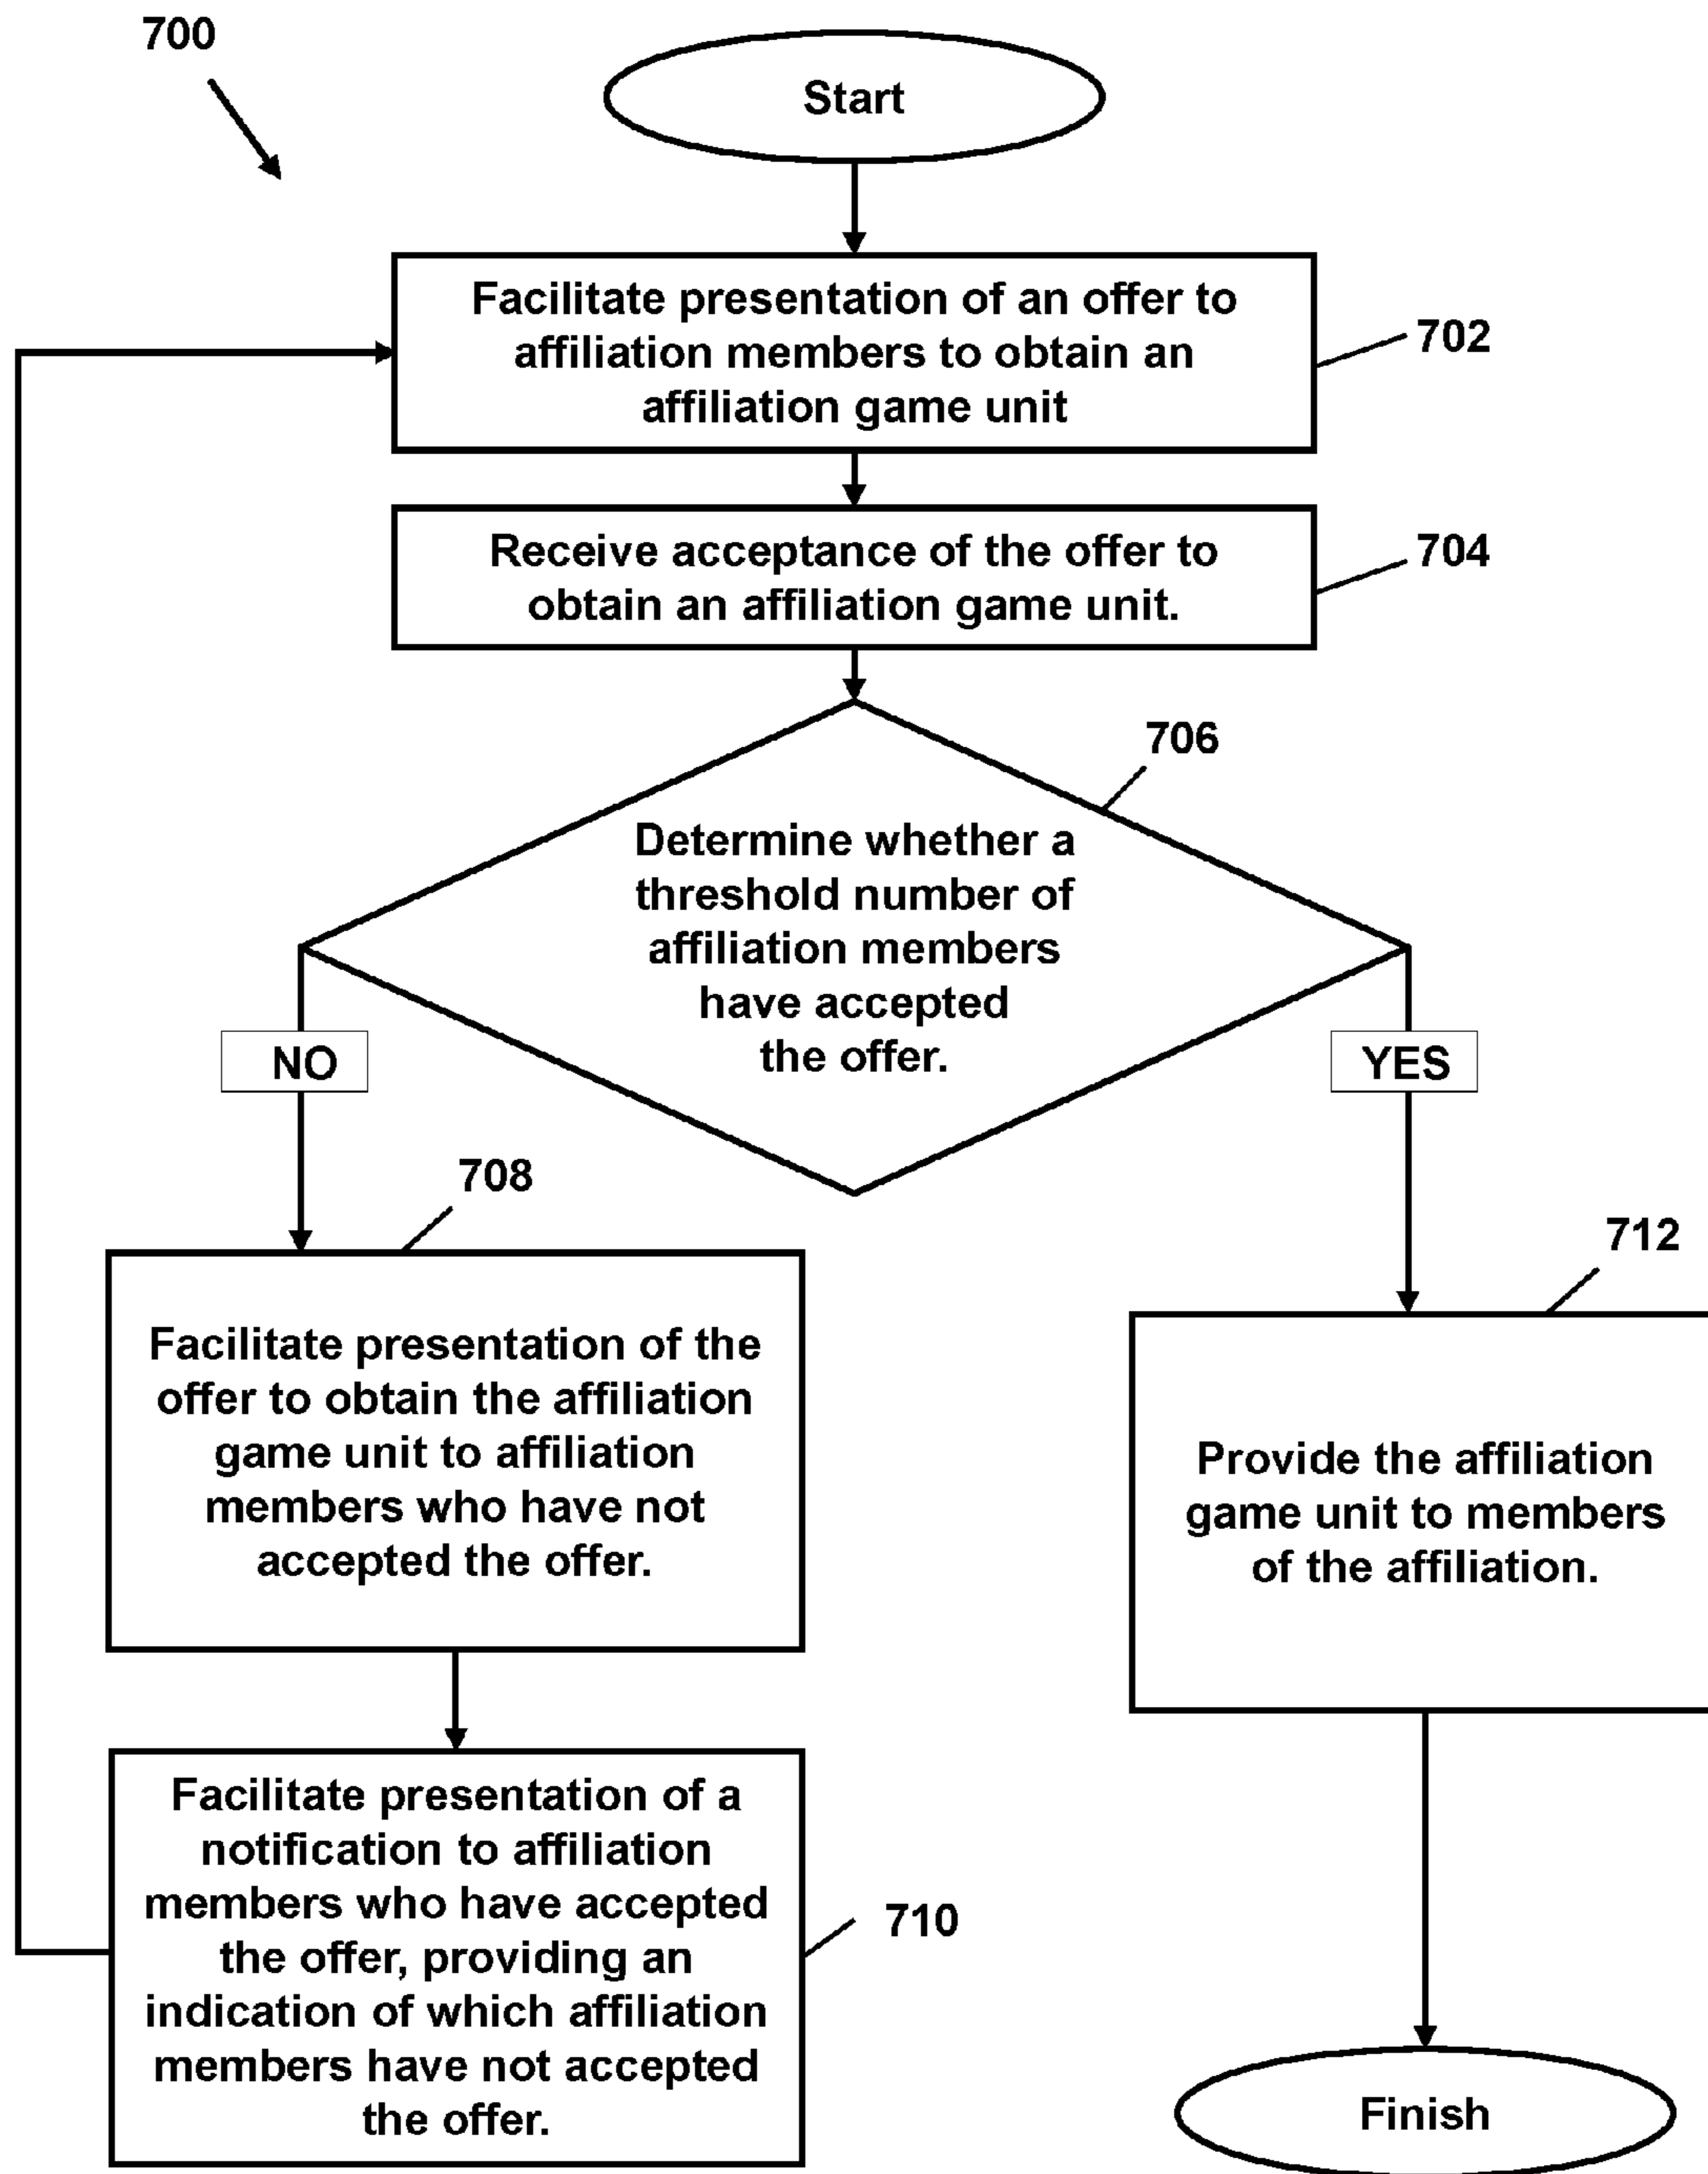 700
Start
Facilitate presentation of an offer to
affiliation members to obtain an
affiliation game unit
702
Receive acceptance of the offer to
obtain an affiliation game unit.
704
706
Determine whether a
threshold number of
affiliation members
have accepted
the offer.
NO
YES
708
Facilitate presentation of the
offer to obtain the affiliation
game unit to affiliation
members who have not
accepted the offer.
712
Provide the affiliation
game unit to members
of the affiliation.
Facilitate presentation of a
notification to affiliation
members who have accepted
the offer, providing an
indication of which affiliation
members have not accepted
the offer.
710
Finish